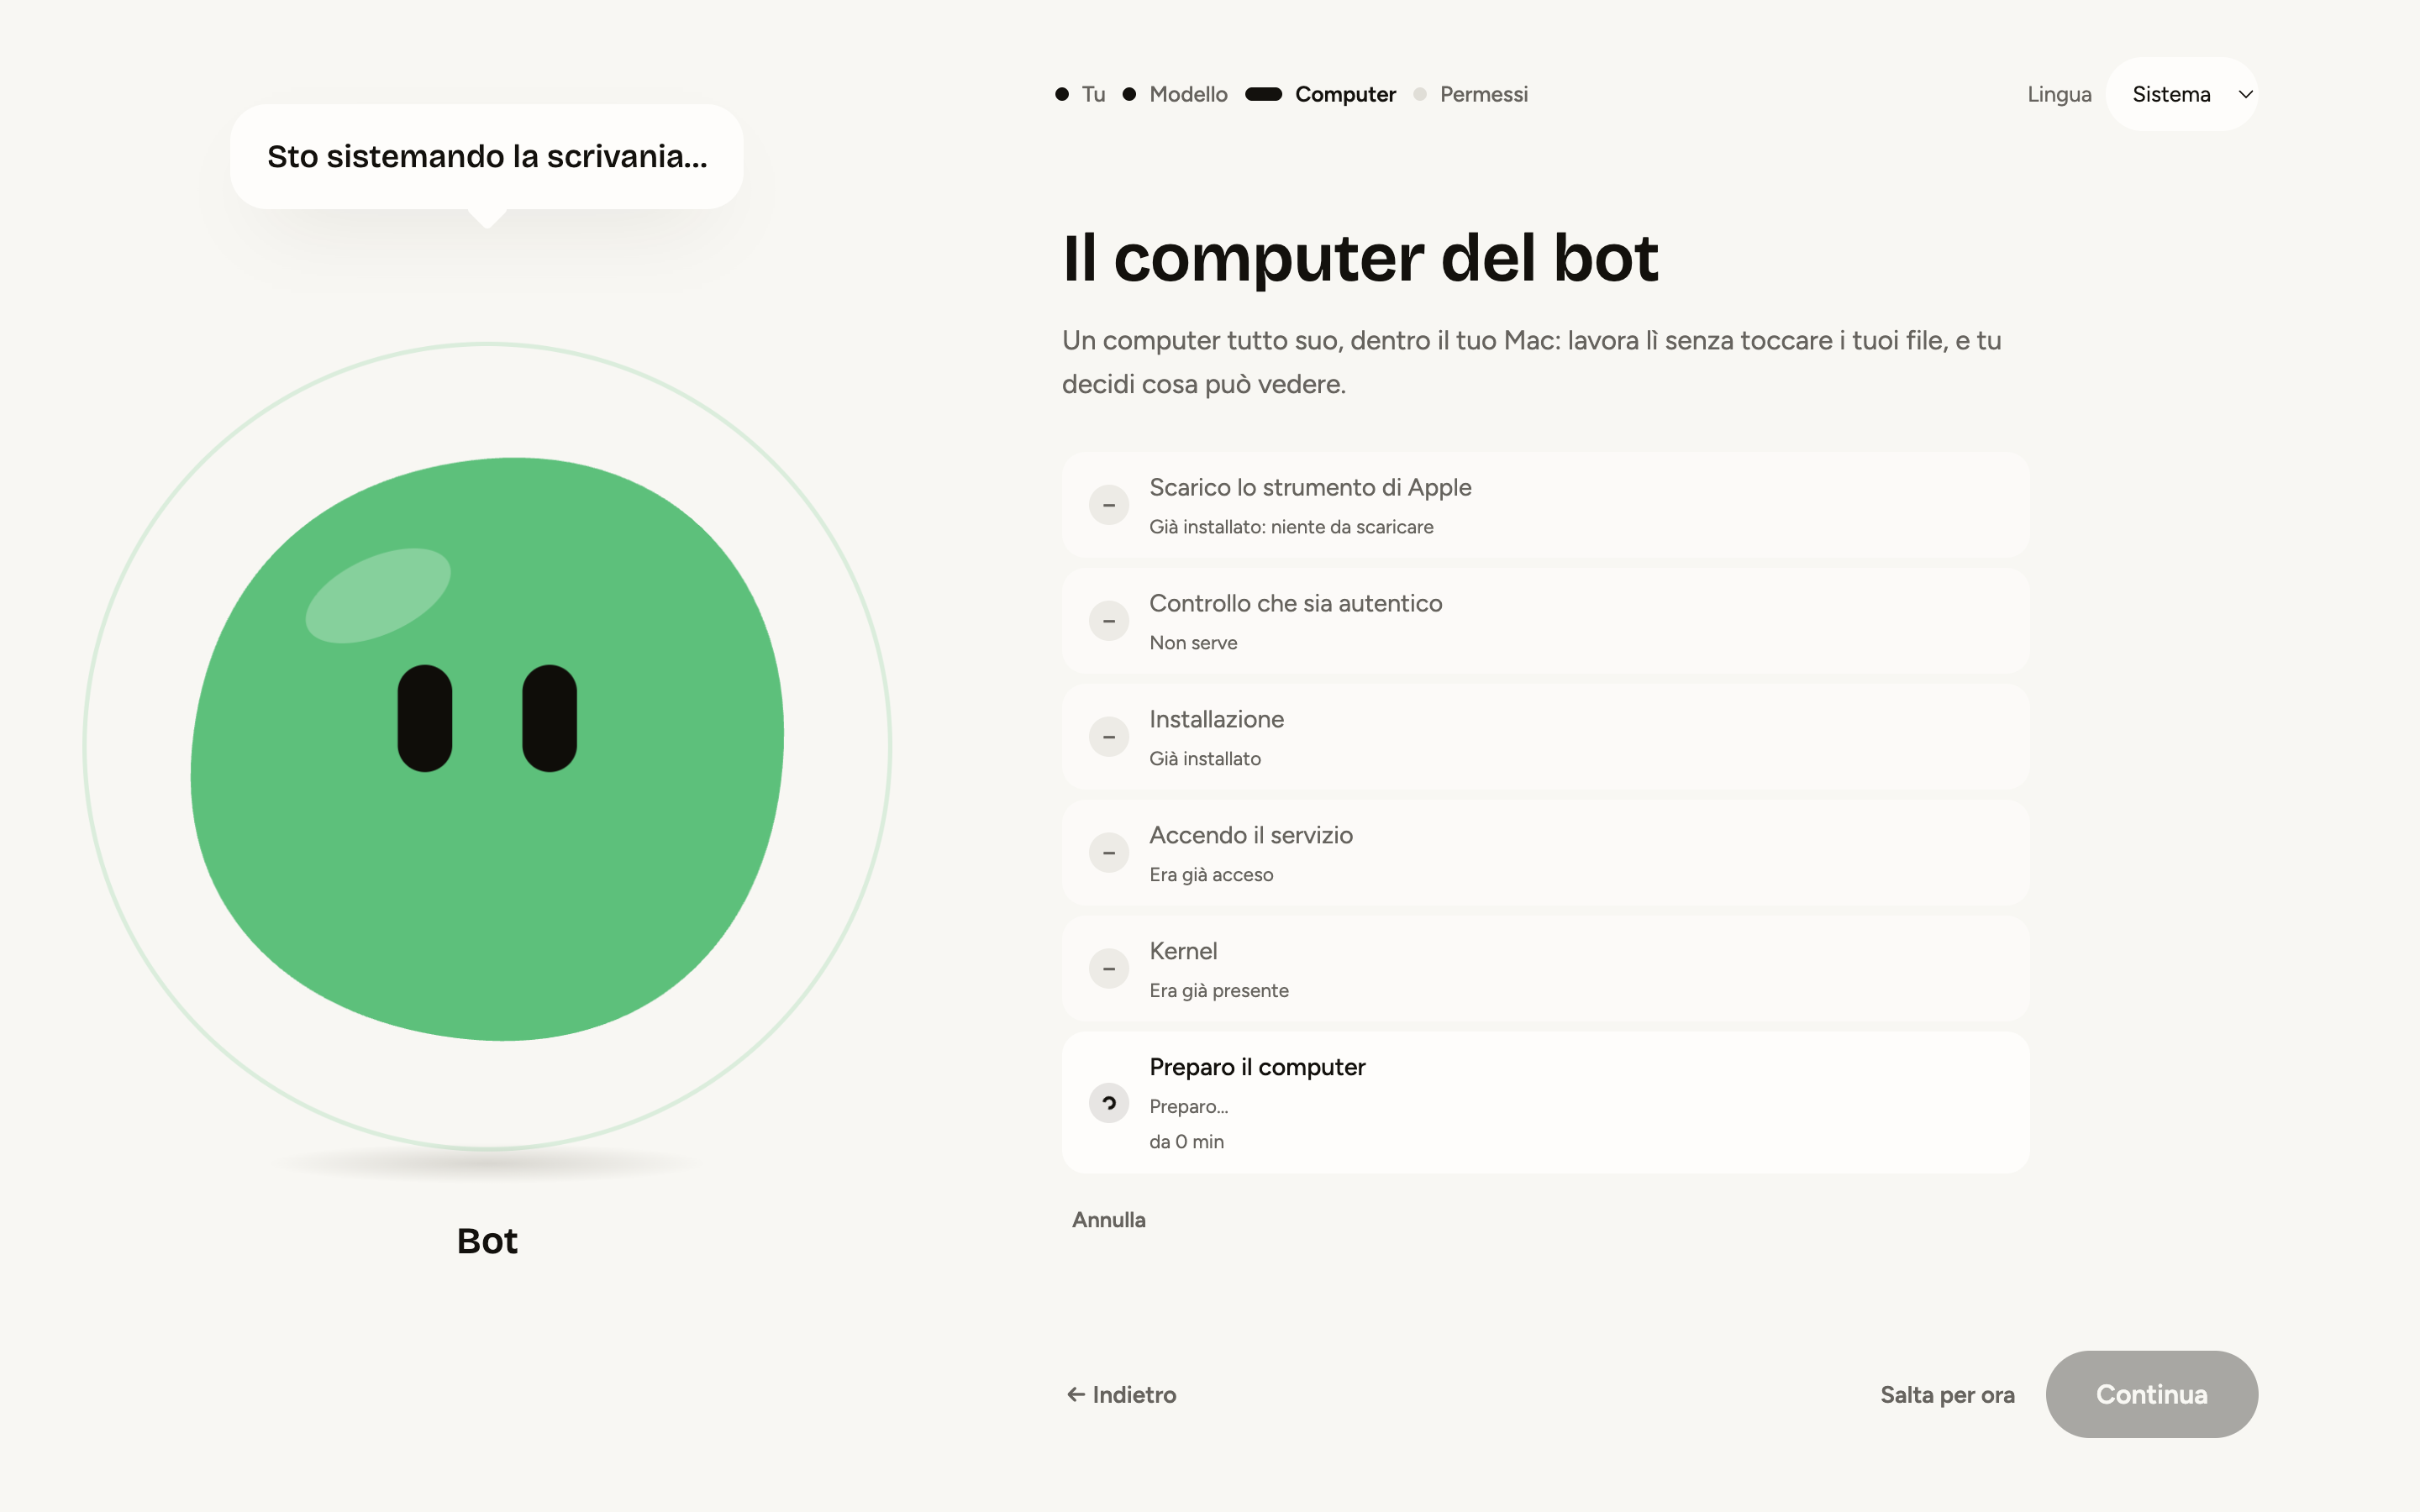 Tu
Modello
Computer
Permessi
Lingua
Sistema
Sto sistemando la scrivania...
Bot
Il computer del bot
Un computer tutto suo, dentro il tuo Mac: lavora lì senza toccare i tuoi file, e tu
decidi cosa può vedere.
Scarico lo strumento di Apple
Già installato: niente da scaricare
Controllo che sia autentico
Non serve
Installazione
Già installato
Accendo il servizio
Era già acceso
Kernel
Era già presente
Preparo il computer
Preparo...
da 0 min
Annulla
Indietro
Salta per ora
Continua